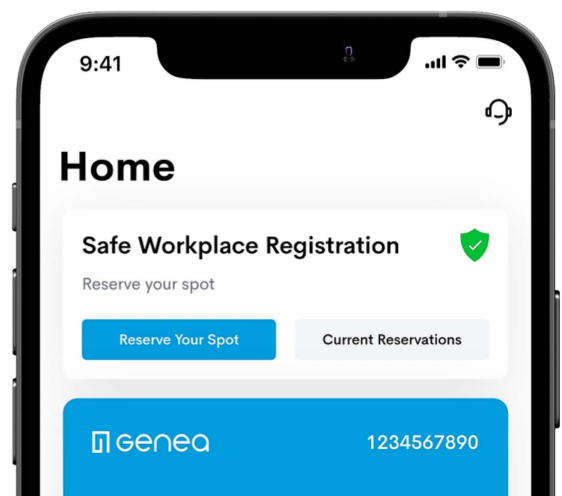 9:41
Home
Safe Workplace Registration
Reserve your spot
Reserve Your Spot
Current Reservations
genea
1234567890